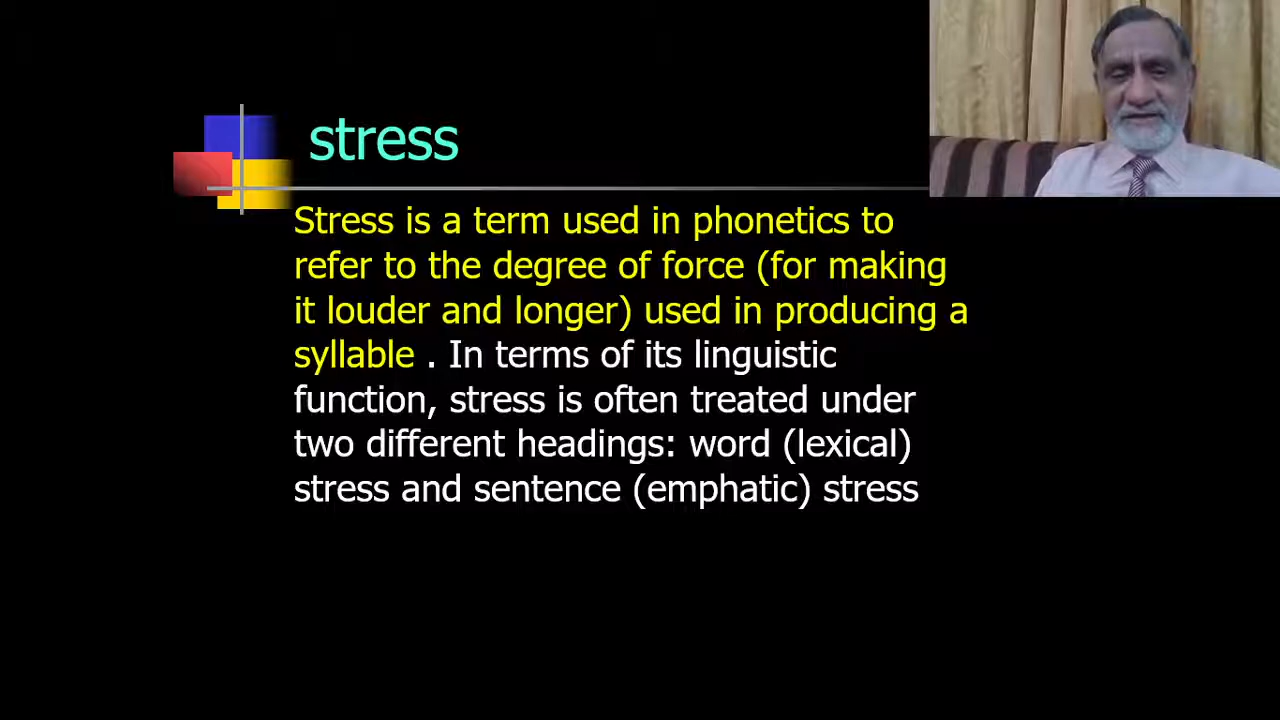 stress
Stress is a term used in phonetics to
refer to the degree of force (for making
it louder and longer) used in producing a
syllable . In terms of its linguistic
function, stress is often treated under
two different headings: word (lexical)
stress and sentence (emphatic) stress